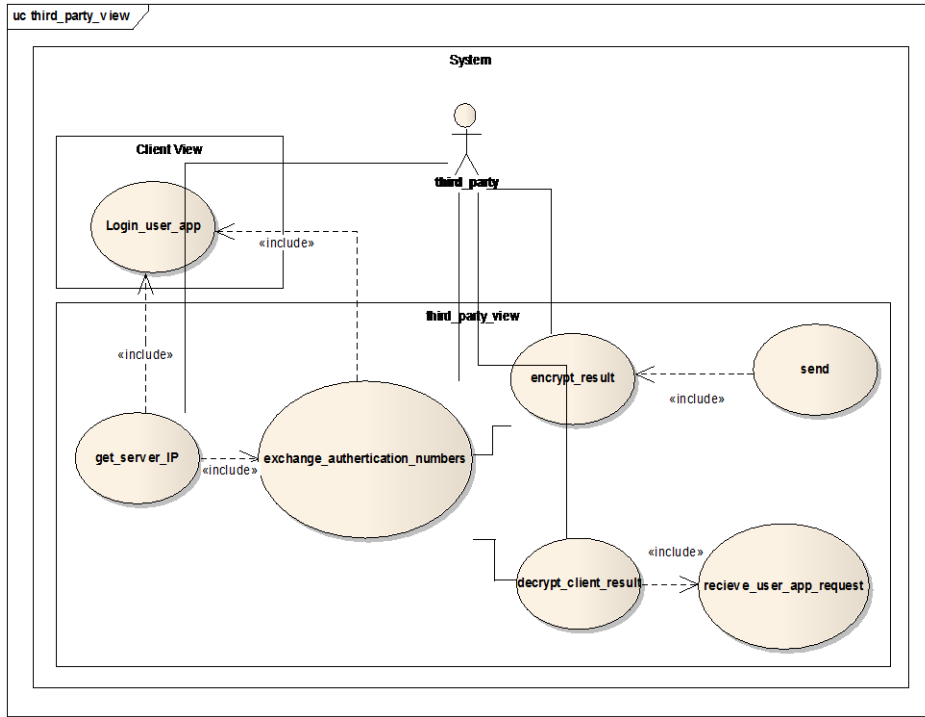 uc third_party_view
System
Client View
third_party
Login_user_app
«include»
third_party_view
«include»
encrypt_result
send
«include»
get_server_IP
«include»
exchange_authertication_numbers
«include»
decrypt_client_result
recieve_user_app_request